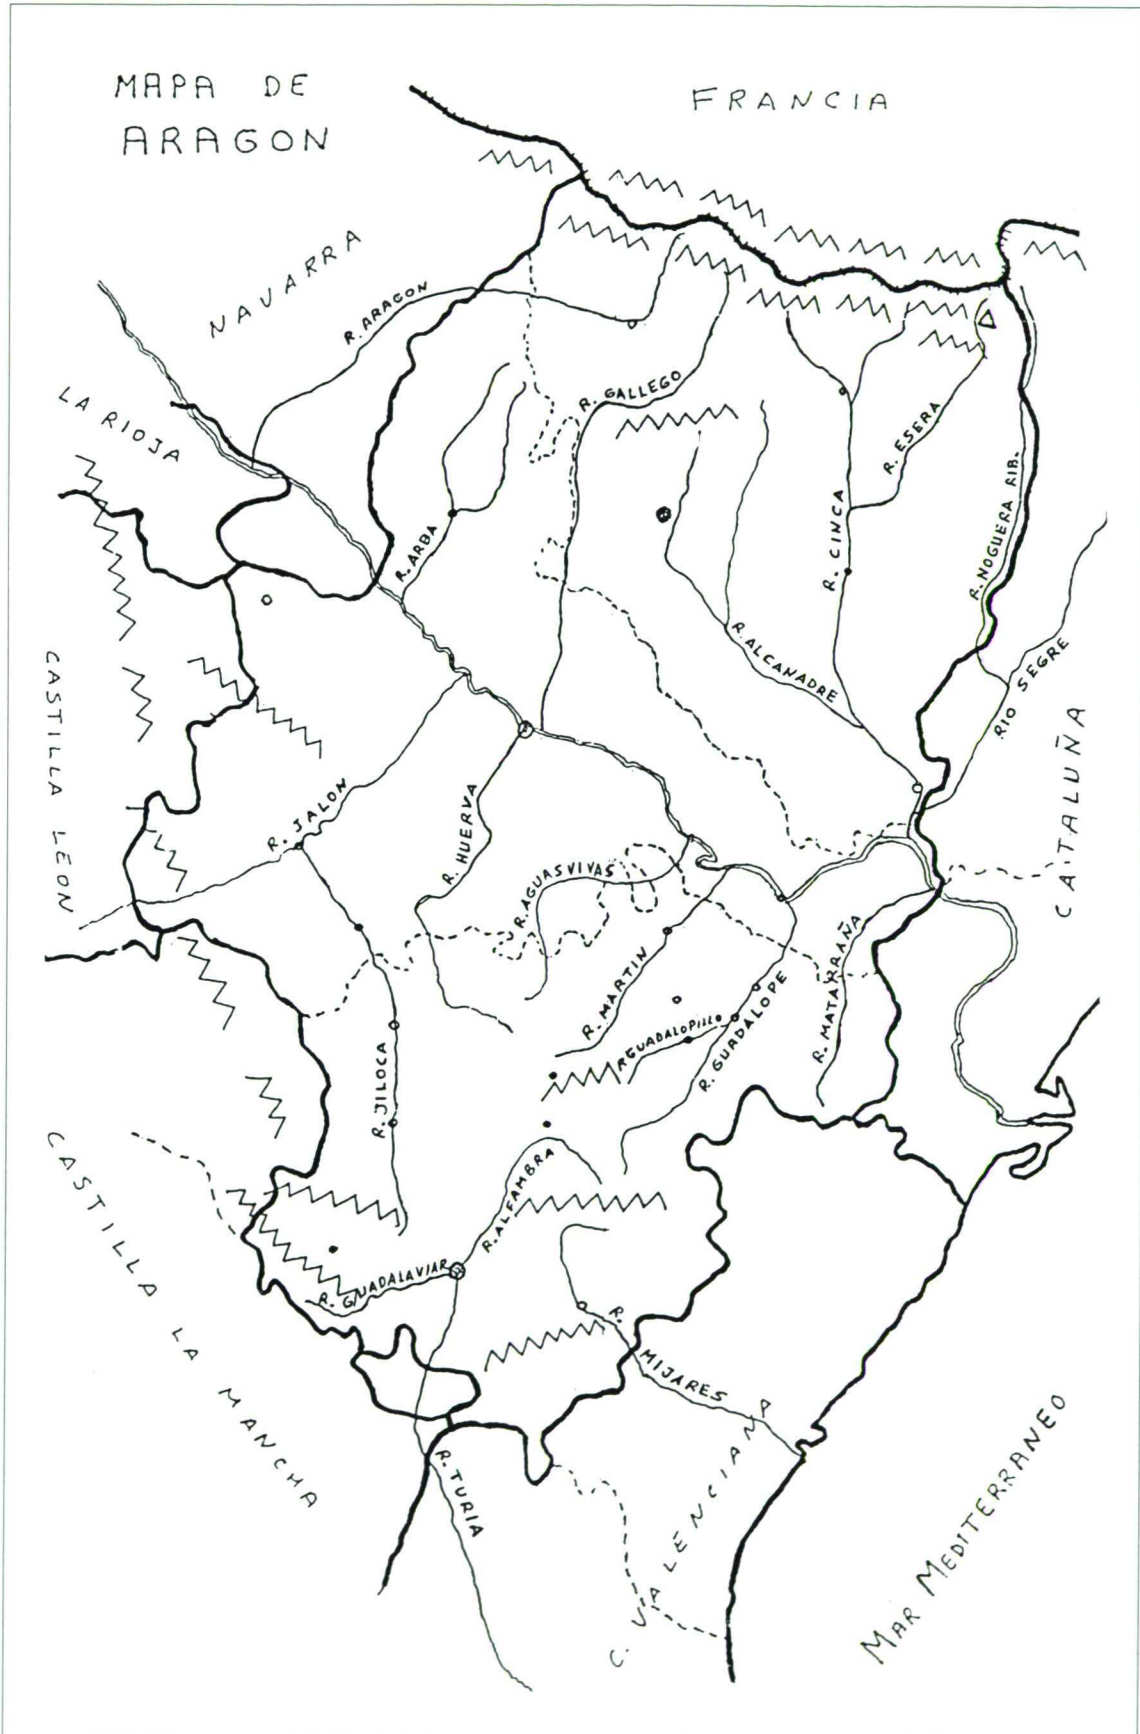 MAPA DE
ARAGON
FRANCIA
NAVARRA
R. ARAGON
LA RIOJA
R. GALLEGO
R. ESERA
R. ARBA
R. CINCA
R. NOGUERA RIB.
R. ALCANADRE
RIO SEGRE
CASTILLA LEON
CATALUÑA
R. JALON
R. HUERVA
R. AGUASVIVAS
R. MARTIN
R. MATARRAÑA
R. GUADALOPE
R GUADALOPILLO
R. JILOCA
R. ALFAMBRA
R. GUADALAVIAR
CASTILLA LA MANCHA
R. MIJARES
R. TURIA
C. VALENCIANA
MAR MEDITERRANEO